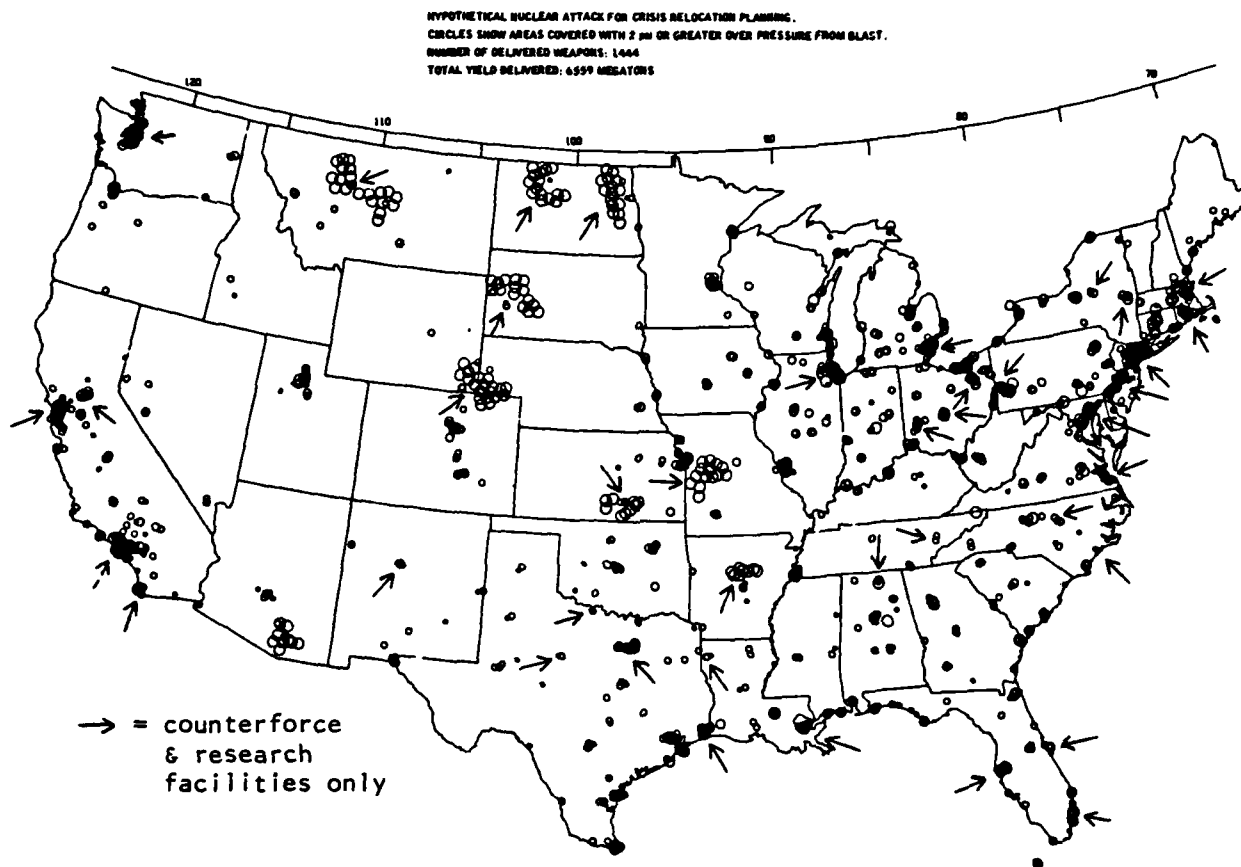 HYPOTHETICAL NUCLEAR ATTACK FOR CRISIS RELOCATION PLANNING.
CIRCLES SHOW AREAS COVERED WITH 2 PSI OR GREATER OVER PRESSURE FROM BLAST.
NUMBER OF DELIVERED WEAPONS: 1444
TOTAL YIELD DELIVERED: 6559 MEGATONS
120
110
100
90
80
70
→ = counterforce
& research
facilities only